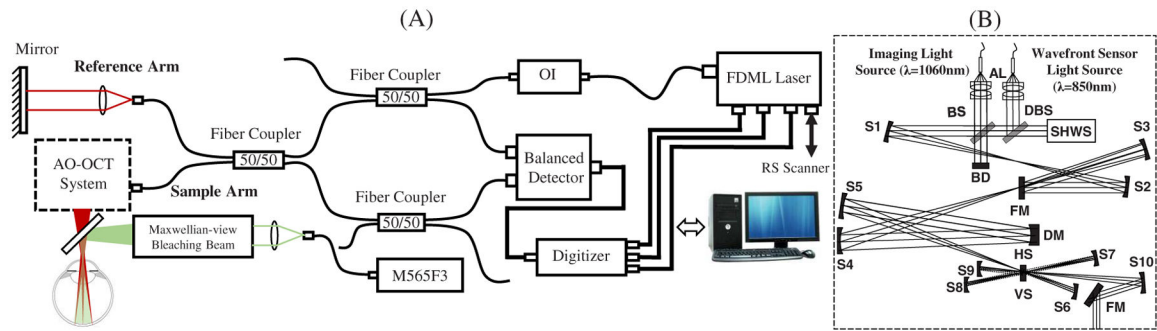 (A)
Mirror
Reference Arm
Fiber Coupler
50/50
OI
FDML Laser
Fiber Coupler
50/50
AO-OCT
System
Sample Arm
Balanced
Detector
RS Scanner
Fiber Coupler
50/50
Maxwellian-view
Bleaching Beam
Digitizer
M565F3
(B)
Imaging Light
Source (λ=1060nm)
Wavefront Sensor
Light Source
(λ=850nm)
AL
BS
DBS
S1
SHWS
S3
BD
S2
S5
FM
DM
S4
HS
S7
S9
S10
S8
VS
S6
FM